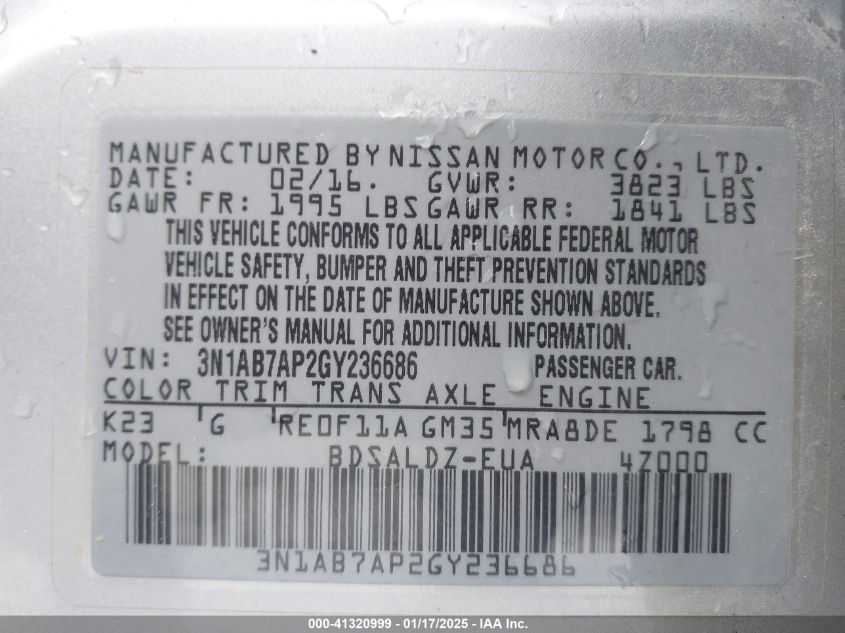 MANUFACTURED BY NISSAN MOTOR CO., LTD.
DATE: 02/16. GVWR: 3823 LBS
GAWR FR: 1995 LBS GAWR RR: 1841 LBS
THIS VEHICLE CONFORMS TO ALL APPLICABLE FEDERAL MOTOR
VEHICLE SAFETY, BUMPER AND THEFT PREVENTION STANDARDS
IN EFFECT ON THE DATE OF MANUFACTURE SHOWN ABOVE.
SEE OWNER'S MANUAL FOR ADDITIONAL INFORMATION.
VIN: 3N1AB7AP2GY236686 PASSENGER CAR.
COLOR TRIM TRANS AXLE ENGINE
K23 G RE0F11A GM35 MRA8DE 1798 CC
MODEL: BDSALDZ-EUA 4Z000
3N1AB7AP2GY236686
000-41320999 — 01/17/2025 — IAA Inc.